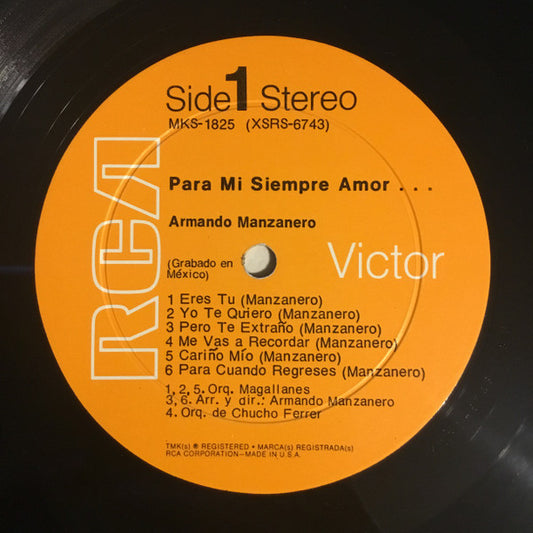 Side 1 Stereo
MKS-1825 (XSRS-6743)
Para Mi Siempre Amor . . .
Armando Manzanero
(Grabado en
México)
RCA
Victor
1 Eres Tu (Manzanero)
2 Yo Te Quiero (Manzanero)
3 Pero Te Extraño (Manzanero)
4 Me Vas a Recordar (Manzanero)
5 Cariño Mío (Manzanero)
6 Para Cuando Regreses (Manzanero)
1, 2, 5. Orq. Magallanes
3, 6. Arr. y dir.: Armando Manzanero
4. Orq. de Chucho Ferrer
TMK(s) ® REGISTERED • MARCA(s) REGISTRADA(s)
RCA CORPORATION—MADE IN U.S.A.